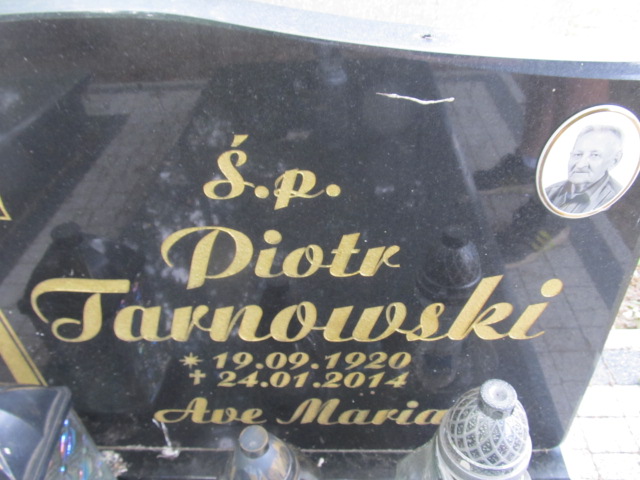 Ś.p.
Piotr
Tarnowski
* 19.09.1920
† 24.01.2014
Ave Maria